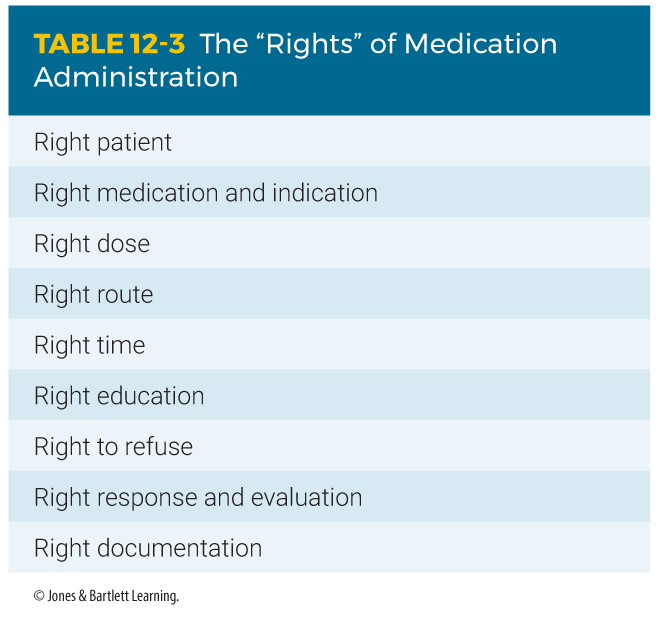 TABLE 12-3 The “Rights” of Medication
Administration
Right patient
Right medication and indication
Right dose
Right route
Right time
Right education
Right to refuse
Right response and evaluation
Right documentation
© Jones & Bartlett Learning.